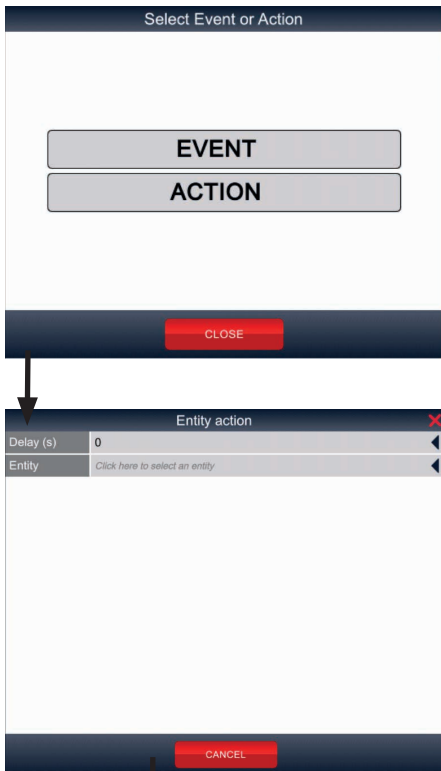 Select Event or Action
EVENT
ACTION
CLOSE
Entity action
Delay (s) 0
Entity Click here to select an entity
CANCEL